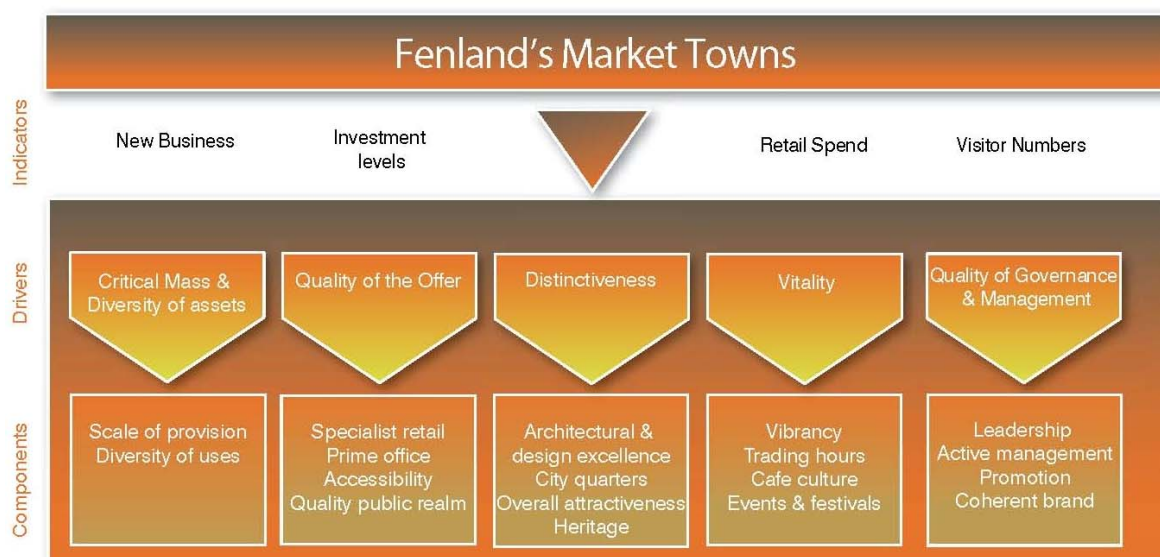 Fenland's Market Towns
Indicators
New Business
Investment
levels
Retail Spend
Visitor Numbers
Drivers
Critical Mass &
Diversity of assets
Quality of the Offer
Distinctiveness
Vitality
Quality of Governance
& Management
Components
Scale of provision
Diversity of uses
Specialist retail
Prime office
Accessibility
Quality public realm
Architectural &
design excellence
City quarters
Overall attractiveness
Heritage
Vibrancy
Trading hours
Cafe culture
Events & festivals
Leadership
Active management
Promotion
Coherent brand